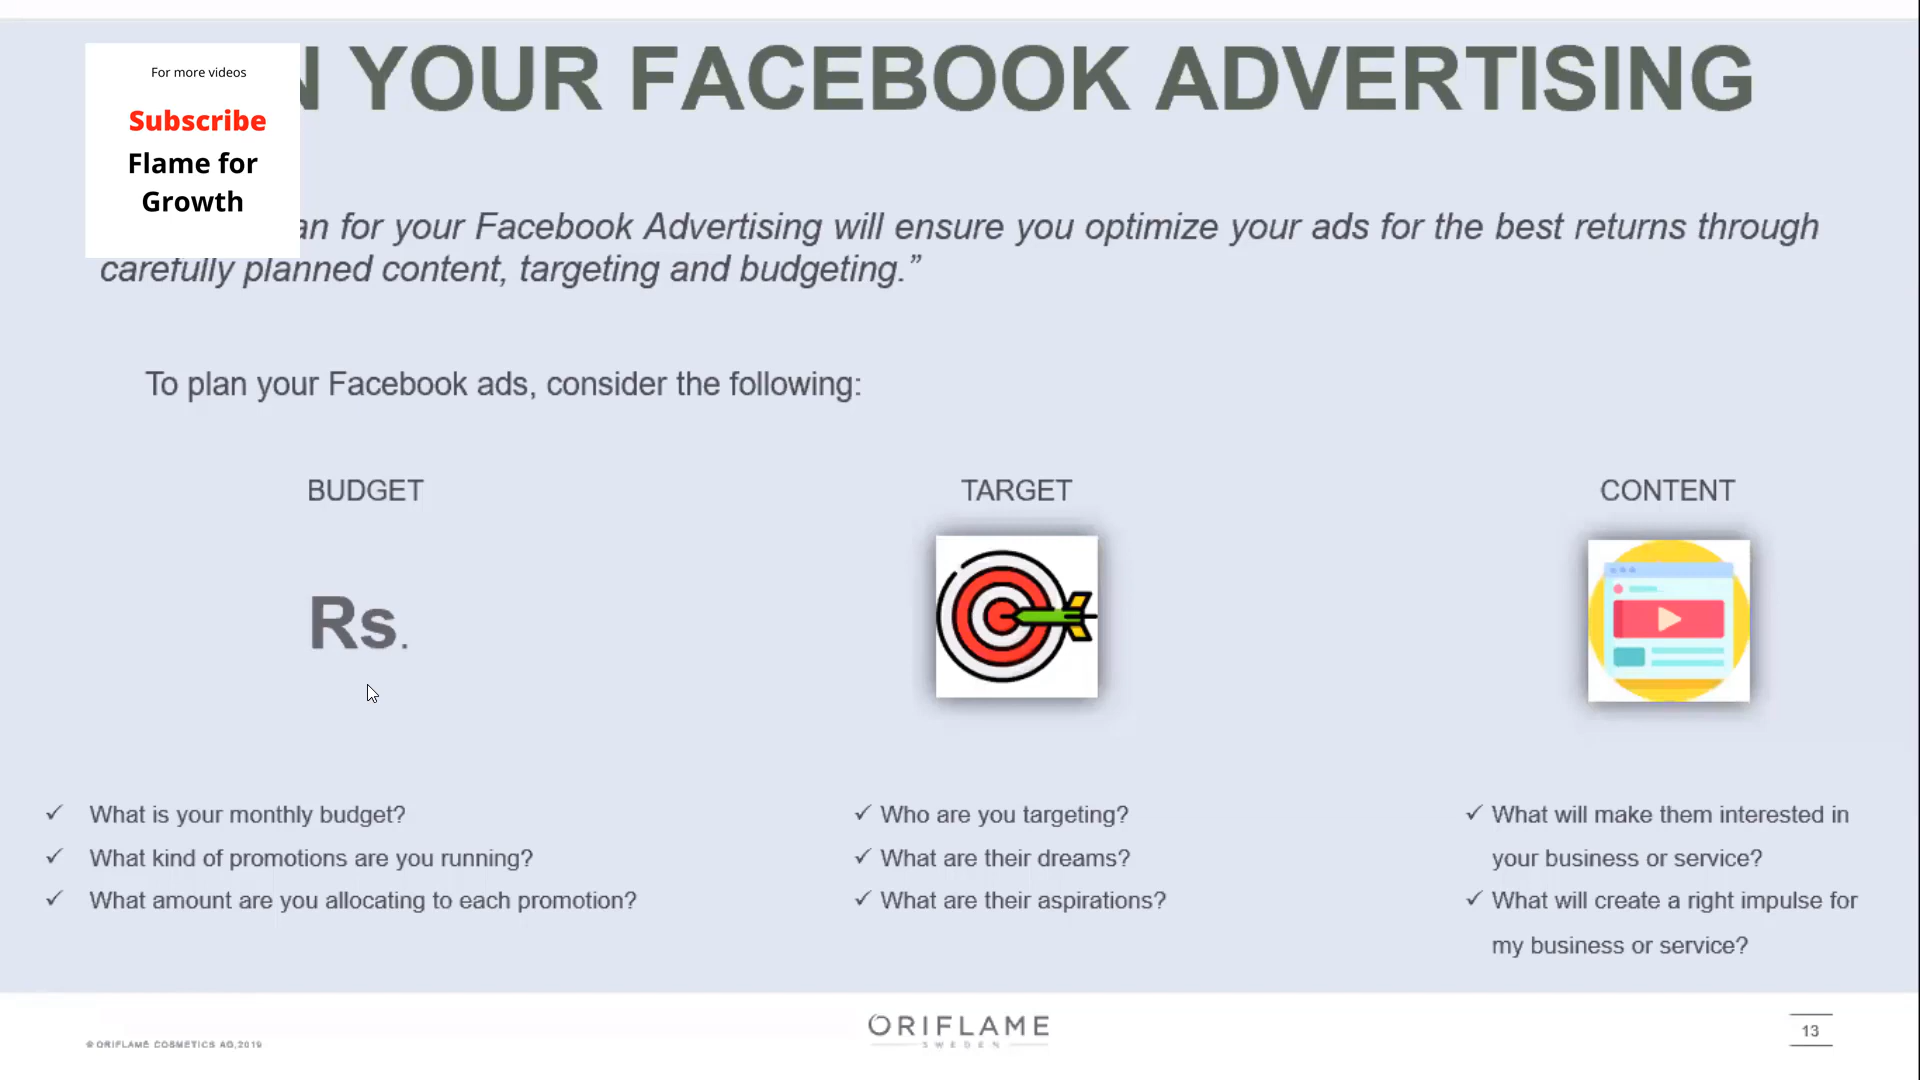 For more videos
Subscribe
Flame for
Growth
N YOUR FACEBOOK ADVERTISING
an for your Facebook Advertising will ensure you optimize your ads for the best returns through
carefully planned content, targeting and budgeting.”
To plan your Facebook ads, consider the following:
BUDGET
Rs.
✓ What is your monthly budget?
✓ What kind of promotions are you running?
✓ What amount are you allocating to each promotion?
TARGET
✓ Who are you targeting?
✓ What are their dreams?
✓ What are their aspirations?
CONTENT
✓ What will make them interested in
your business or service?
✓ What will create a right impulse for
my business or service?
© ORIFLAME COSMETICS AG, 2019
ORIFLAME
SWEDEN
13